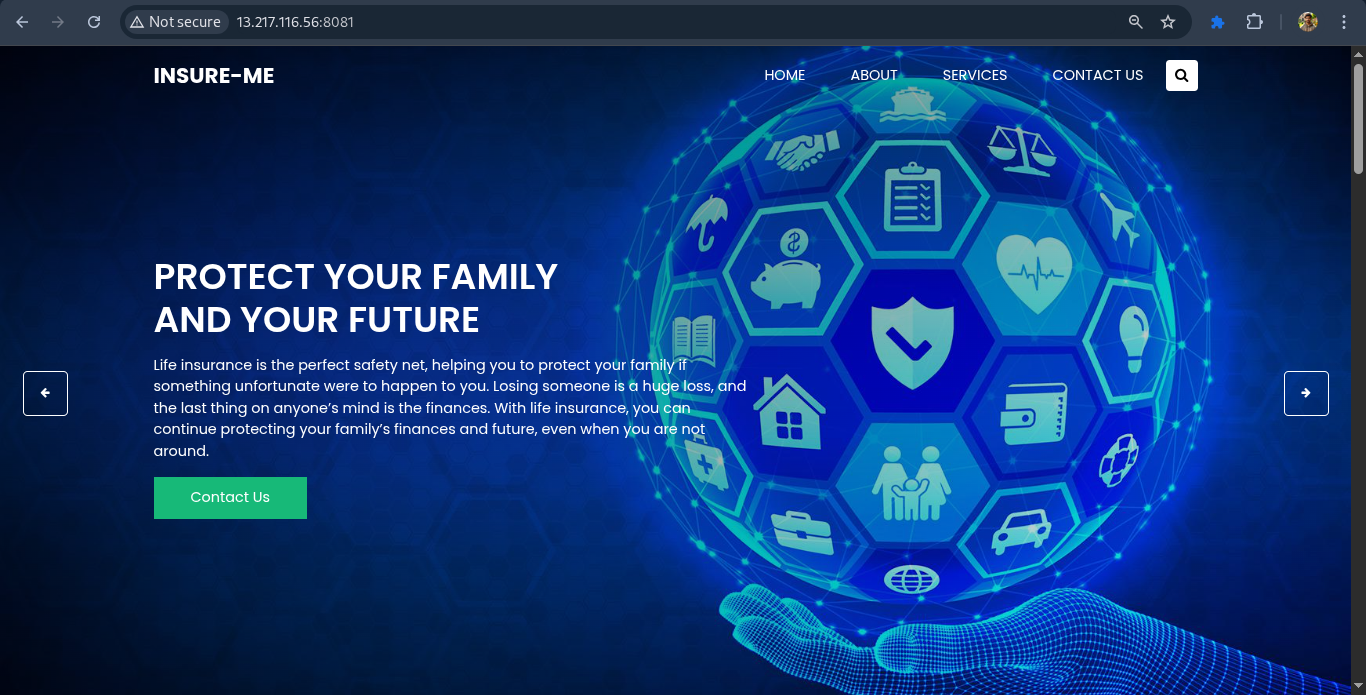 Not secure 13.217.116.56:8081
INSURE-ME HOME ABOUT SERVICES CONTACT US
PROTECT YOUR FAMILY
AND YOUR FUTURE
Life insurance is the perfect safety net, helping you to protect your family if
something unfortunate were to happen to you. Losing someone is a huge loss, and
the last thing on anyone’s mind is the finances. With life insurance, you can
continue protecting your family’s finances and future, even when you are not
around.
Contact Us